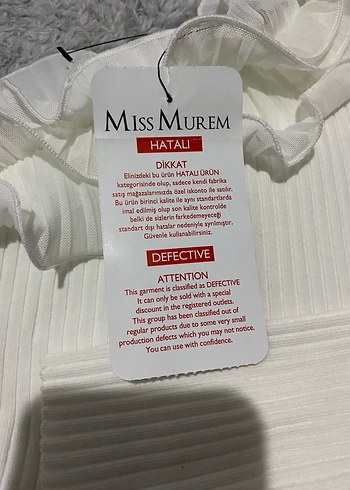 MISS MUREM
HATALI
DİKKAT
Elinizdeki bu ürün HATALI ÜRÜN
kategorisinde olup, sadece kendi fabrika
satış mağazalarımızda özel iskonto ile satılır.
Bu ürün birinci kalite ile aynı standartlarda
imal edilmiş olup son kalite kontrolde
belki de sizlerin farkedemeyeceği
standart dışı hatalar nedeniyle ayrılmıştır.
Güvenle kullanabilirsiniz.
DEFECTIVE
ATTENTION
This garment is classified as DEFECTIVE
It can only be sold with a special
discount in the registered outlets.
This group has been classified out of
regular products due to some very small
production defects which you may not notice.
You can use with confidence.